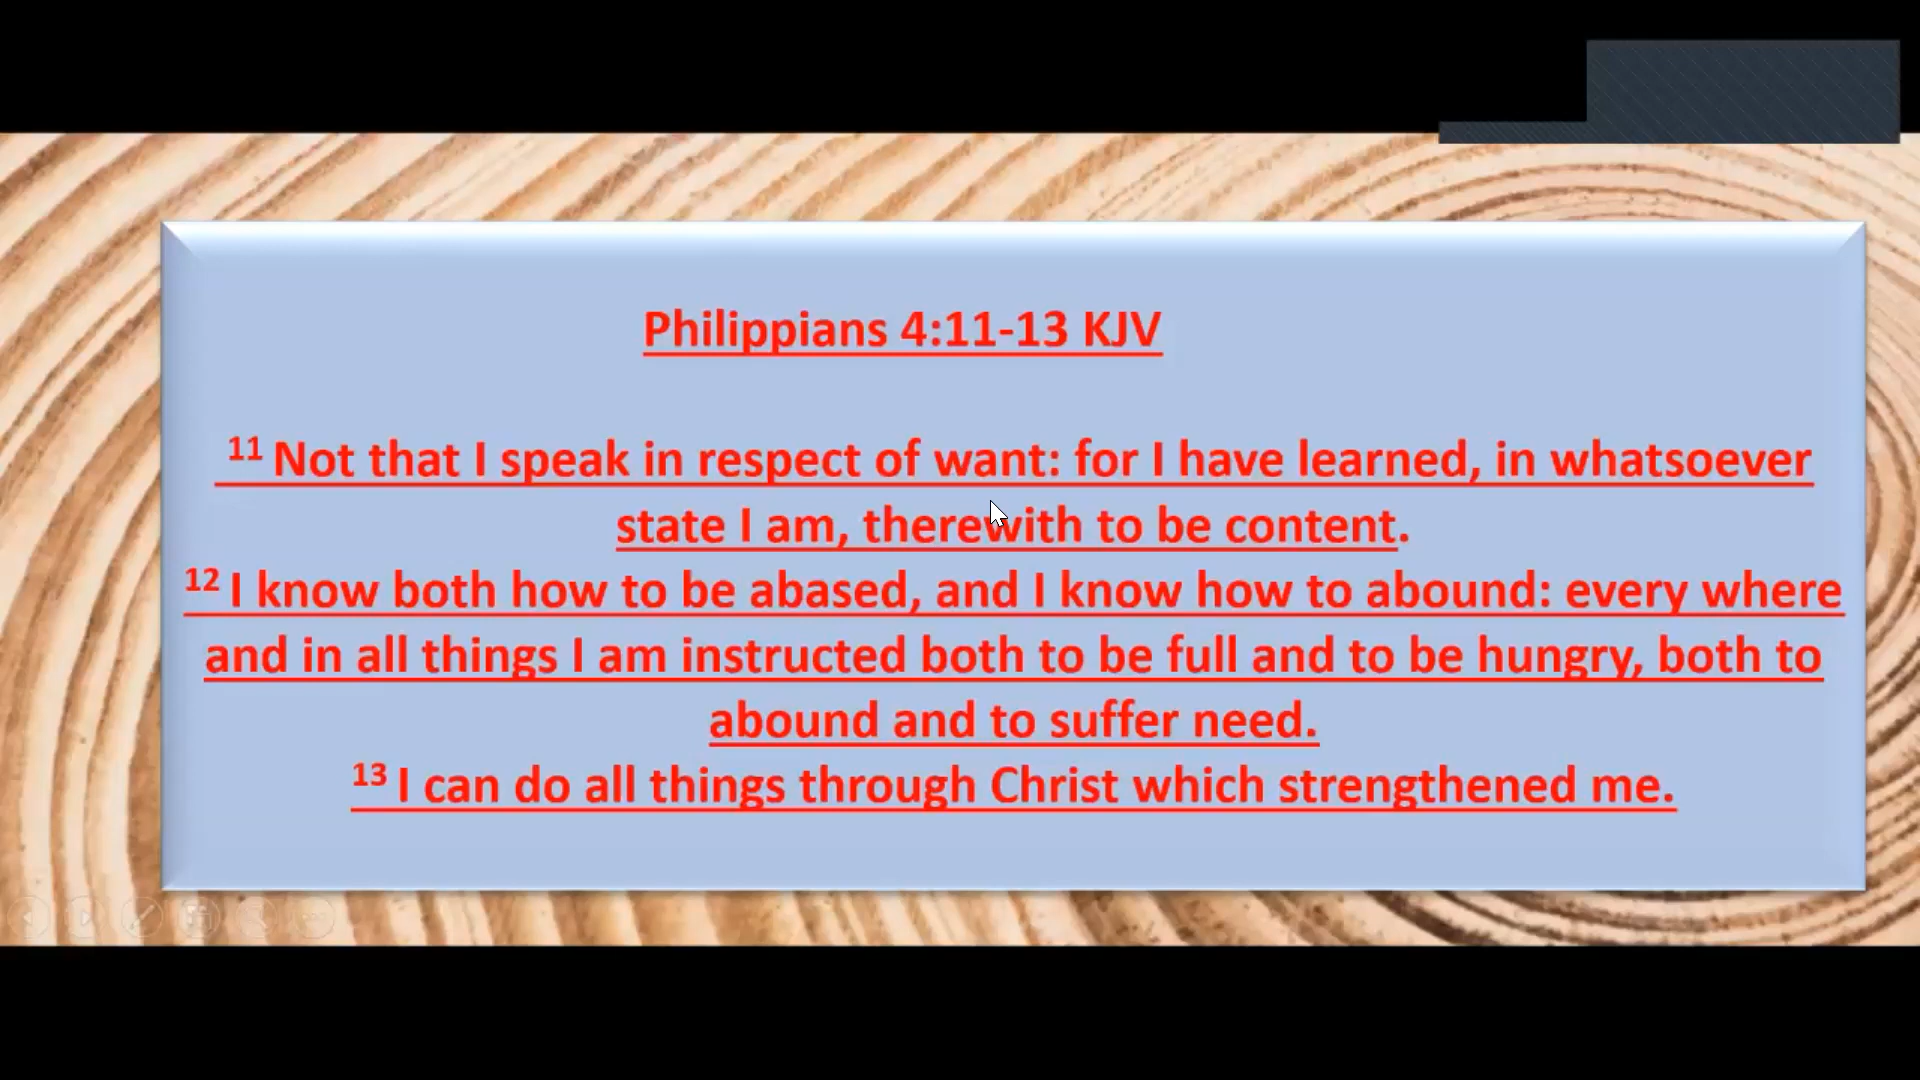 Philippians 4:11-13 KJV
11 Not that I speak in respect of want: for I have learned, in whatsoever
state I am, therewith to be content.
12 I know both how to be abased, and I know how to abound: every where
and in all things I am instructed both to be full and to be hungry, both to
abound and to suffer need.
13 I can do all things through Christ which strengthened me.